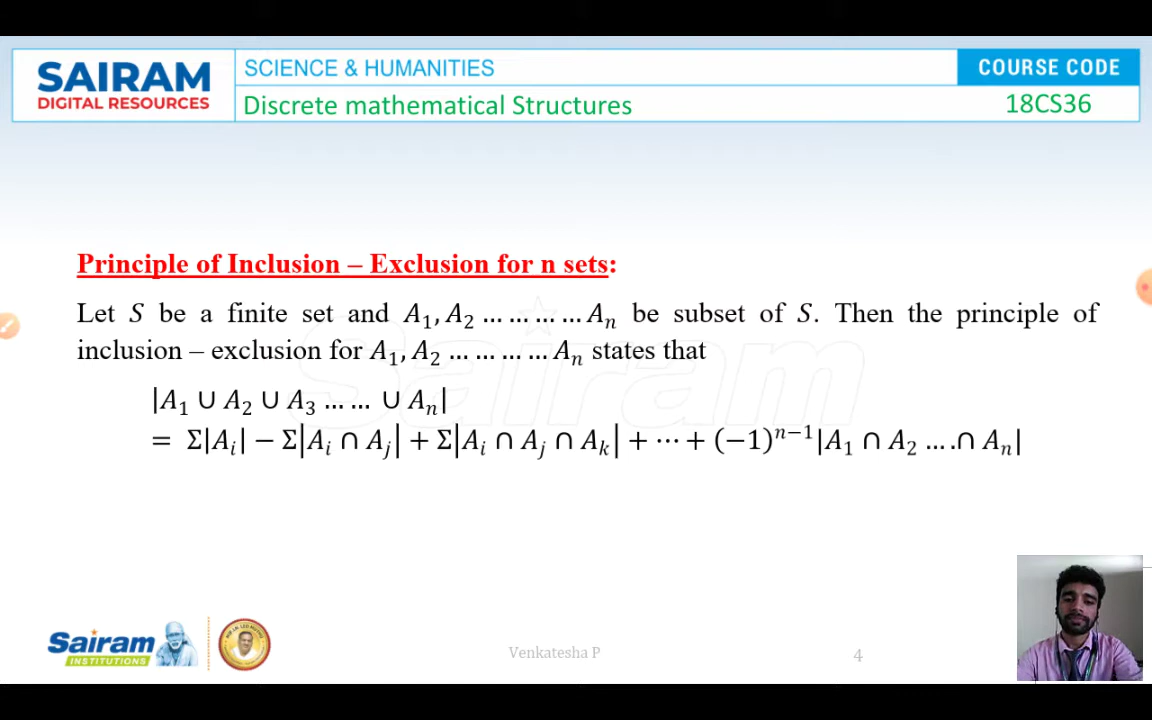 SAIRAM
DIGITAL RESOURCES
SCIENCE & HUMANITIES
COURSE CODE
Discrete mathematical Structures
18CS36
Principle of Inclusion – Exclusion for n sets:
Let S be a finite set and A₁, A₂ … … … … Aₙ be subset of S. Then the principle of
inclusion – exclusion for A₁, A₂ … … … … Aₙ states that
|A₁ ∪ A₂ ∪ A₃ … … ∪ Aₙ|
= Σ|Aᵢ| − Σ|Aᵢ ∩ Aⱼ| + Σ|Aᵢ ∩ Aⱼ ∩ Aₖ| + ⋯ + (−1)ⁿ⁻¹|A₁ ∩ A₂ … .∩ Aₙ|
Sairam
Sairam
INSTITUTIONS
Venkatesha P
4